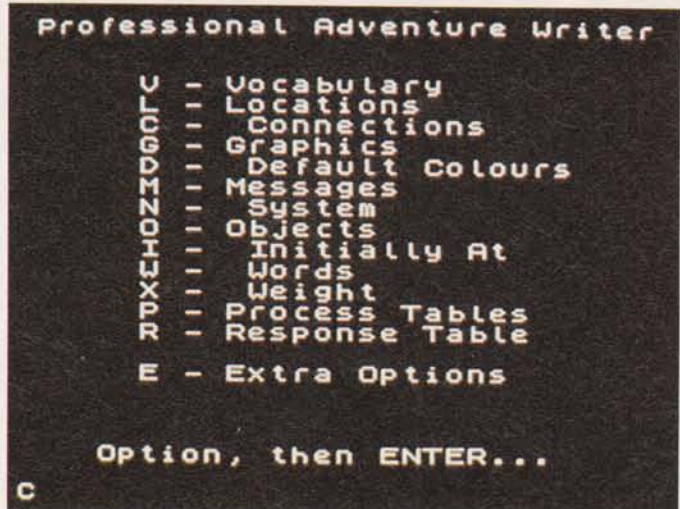 Professional Adventure Writer
V - Vocabulary
L - Locations
C - Connections
G - Graphics
D - Default Colours
M - Messages
N - System
O - Objects
I - Initially At
W - Words
X - Weight
P - Process Tables
R - Response Table
E - Extra Options
Option, then ENTER...
C